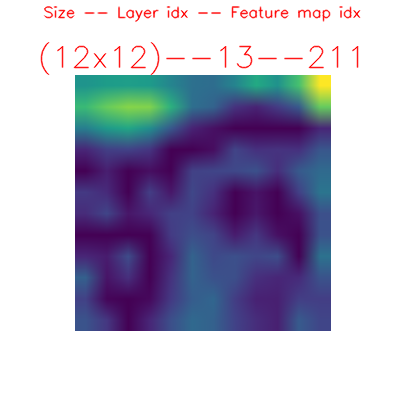 Size -- Layer idx -- Feature map idx
(12x12)--13--211